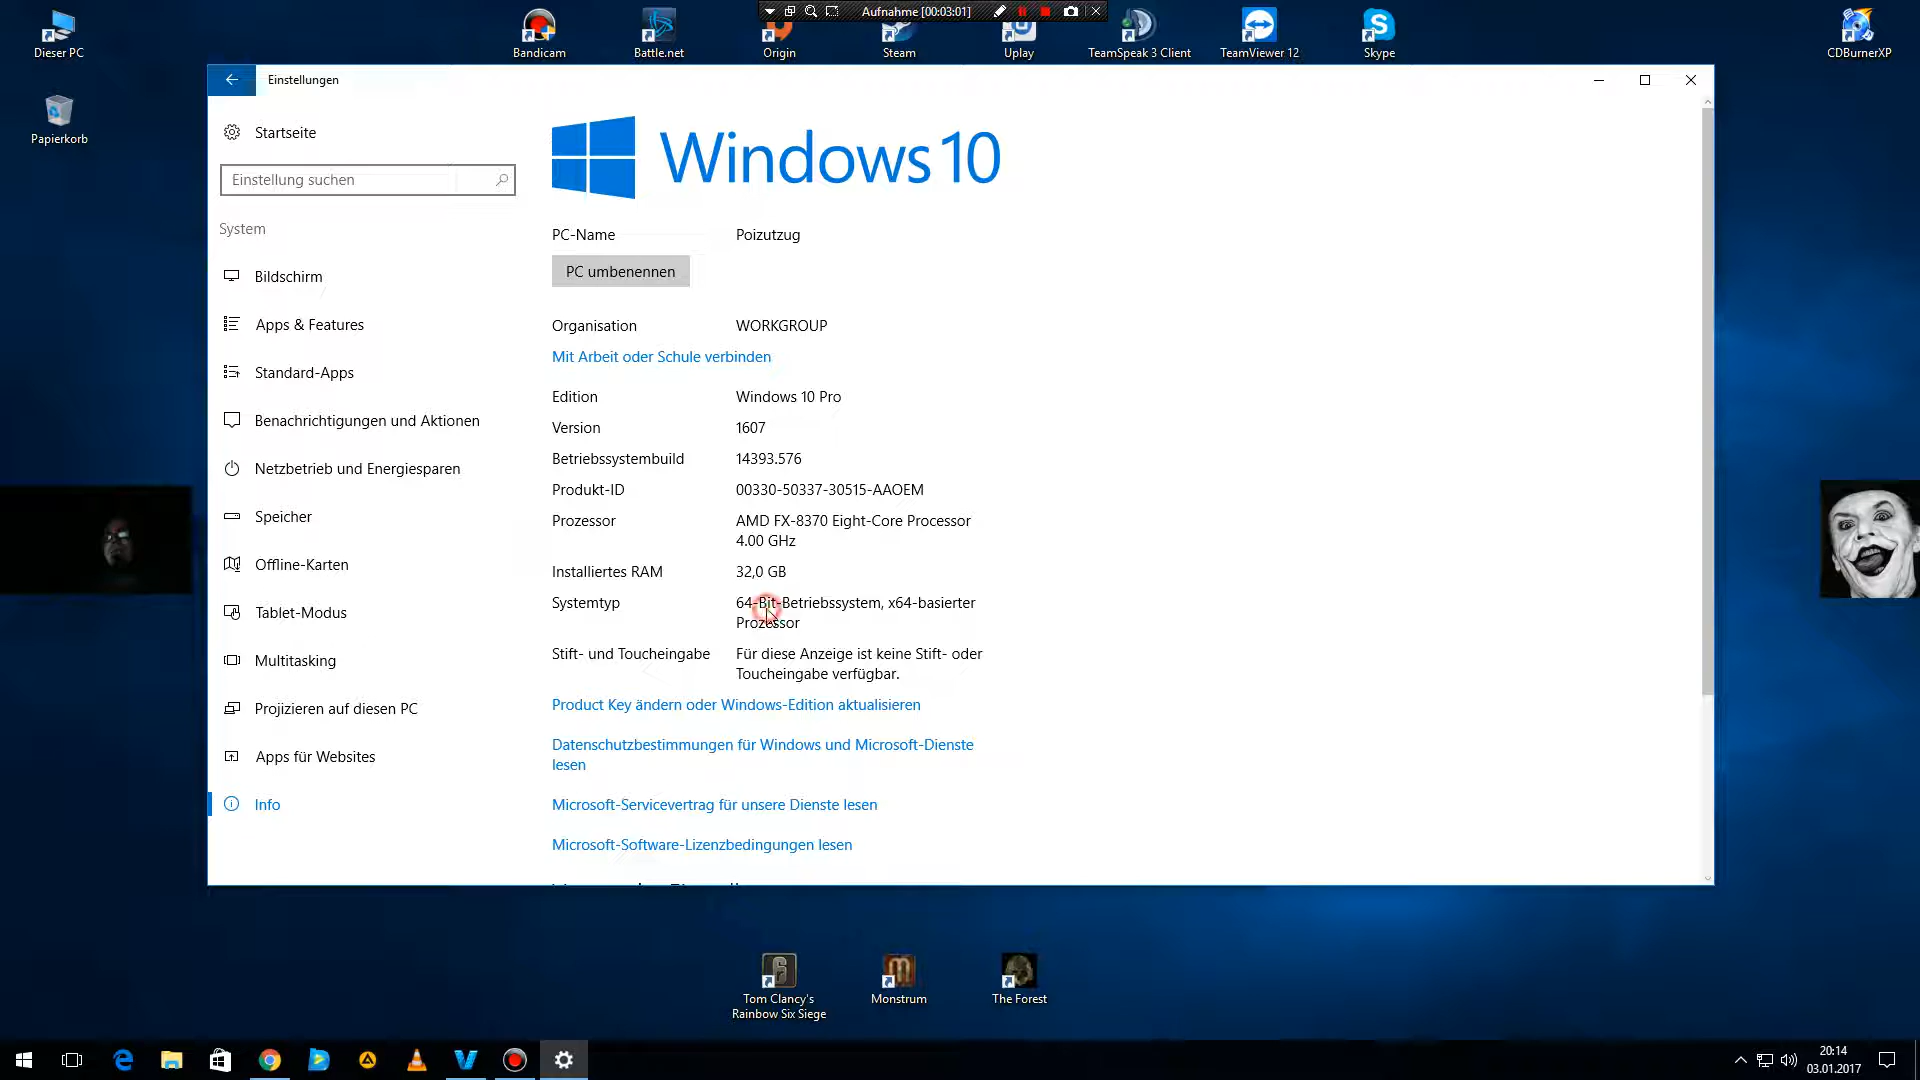 Aufnahme [00:03:01]
Dieser PC
Bandicam
Battle.net
Origin
Steam
Uplay
TeamSpeak 3 Client
TeamViewer 12
Skype
CDBurnerXP
Papierkorb
Einstellungen
Startseite
Einstellung suchen
System
Bildschirm
Apps & Features
Standard-Apps
Benachrichtigungen und Aktionen
Netzbetrieb und Energiesparen
Speicher
Offline-Karten
Tablet-Modus
Multitasking
Projizieren auf diesen PC
Apps für Websites
Info
Windows 10
PC-Name Poizutzug
PC umbenennen
Organisation WORKGROUP
Mit Arbeit oder Schule verbinden
Edition Windows 10 Pro
Version 1607
Betriebssystembuild 14393.576
Produkt-ID 00330-50337-30515-AAOEM
Prozessor AMD FX-8370 Eight-Core Processor
4.00 GHz
Installiertes RAM 32,0 GB
Systemtyp 64-Bit-Betriebssystem, x64-basierter
Prozessor
Stift- und Toucheingabe Für diese Anzeige ist keine Stift- oder
Toucheingabe verfügbar.
Product Key ändern oder Windows-Edition aktualisieren
Datenschutzbestimmungen für Windows und Microsoft-Dienste
lesen
Microsoft-Servicevertrag für unsere Dienste lesen
Microsoft-Software-Lizenzbedingungen lesen
Tom Clancy's
Rainbow Six Siege
Monstrum
The Forest
20:14
03.01.2017